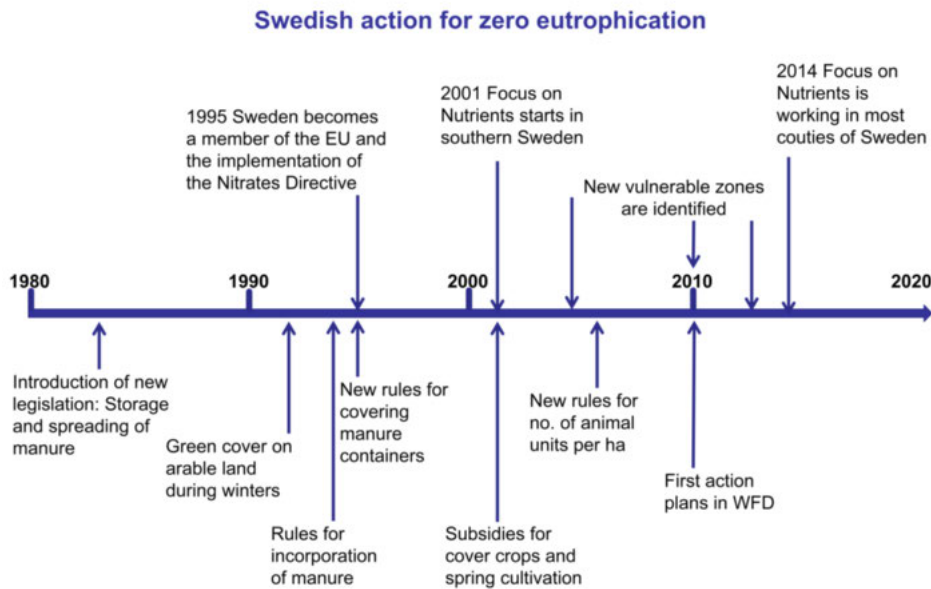 Swedish action for zero eutrophication
1995 Sweden becomes
a member of the EU and
the implementation of
the Nitrates Directive
2001 Focus on
Nutrients starts in
southern Sweden
New vulnerable zones
are identified
2014 Focus on
Nutrients is
working in most
couties of Sweden
1980
1990
2000
2010
2020
Introduction of new
legislation: Storage
and spreading of
manure
Green cover on
arable land
during winters
Rules for
incorporation
of manure
New rules for
covering
manure
containers
Subsidies for
cover crops and
spring cultivation
New rules for
no. of animal
units per ha
First action
plans in WFD